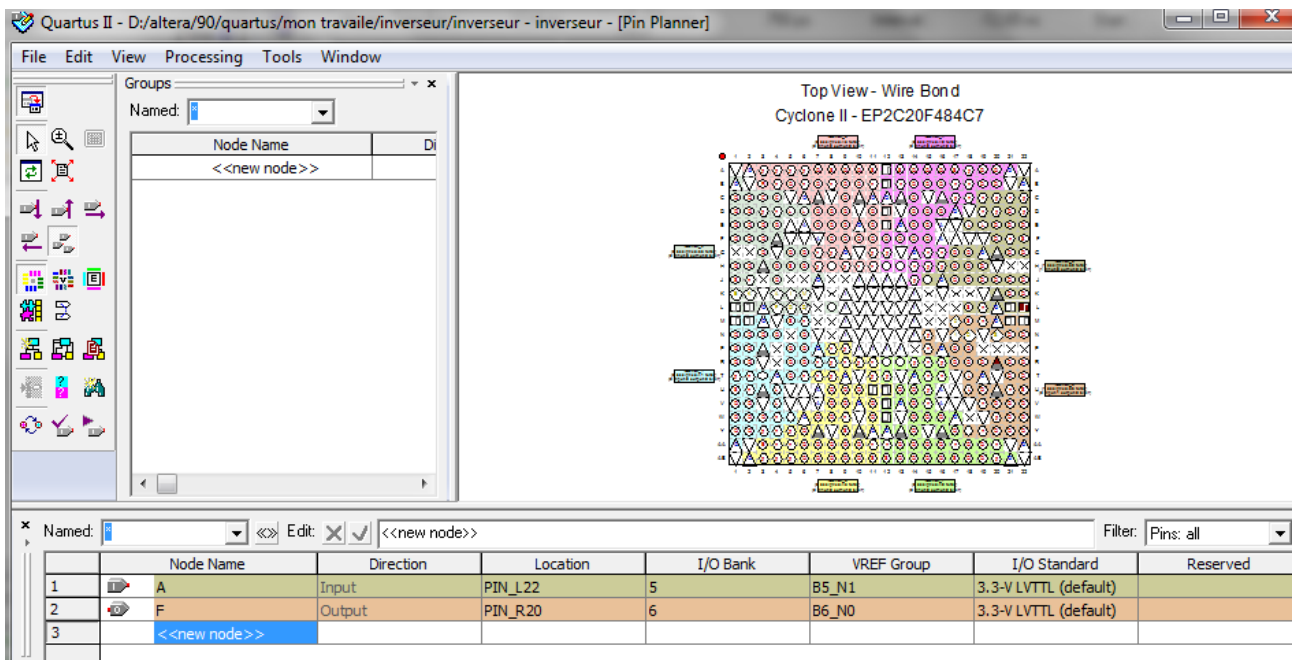 Quartus II - D:/altera/90/quartus/mon travaile/inverseur/inverseur - inverseur - [Pin Planner]
File Edit View Processing Tools Window
Groups
Named: *
Node Name Di
<<new node>>
Top View - Wire Bond
Cyclone II - EP2C20F484C7
Named: * Edit: <<new node>> Filter: Pins: all
Node Name Direction Location I/O Bank VREF Group I/O Standard Reserved
1 A Input PIN_L22 5 B5_N1 3.3-V LVTTL (default)
2 F Output PIN_R20 6 B6_N0 3.3-V LVTTL (default)
3 <<new node>>